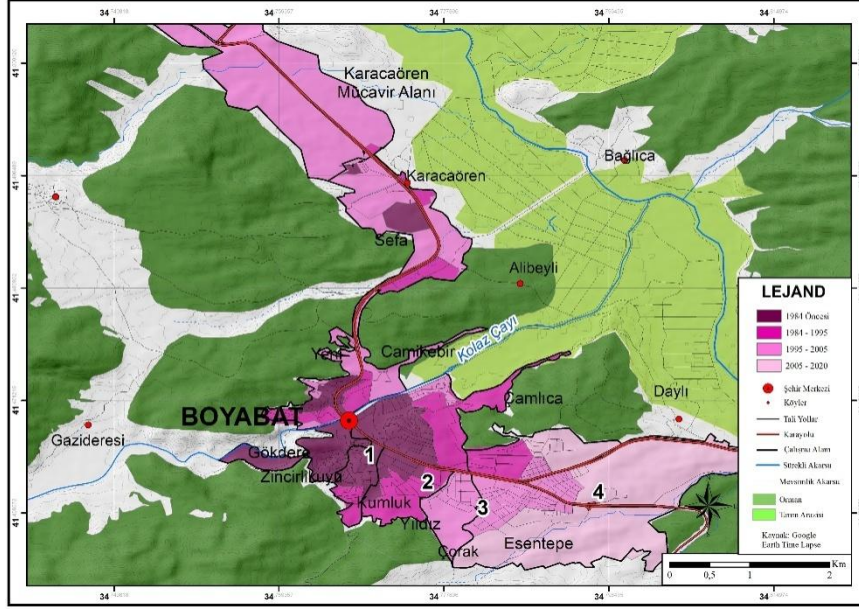 Karacaören
Mücavir Alanı
Karacaören
Bağlıca
Sefa
Alibeyli
Yeni
Camikebir
Kolaz Çayı
Çamlıca
Daylı
BOYABAT
Gazideresi
Gökdere
Zincirlikuyu
1
2
3
4
Kumluk
Yıldız
Çorak
Esentepe
LEJAND
1984 Öncesi
1984 - 1995
1995 - 2005
2005 - 2020
Şehir Merkezi
Köyler
Tali Yollar
Karayolu
Çalışma Alanı
Sürekli Akarsu
Mevsimlik Akarsu
Orman
Tarım Arazisi
Kaynak: Google
Earth Time Lapse
Km
0 0,5 1 2